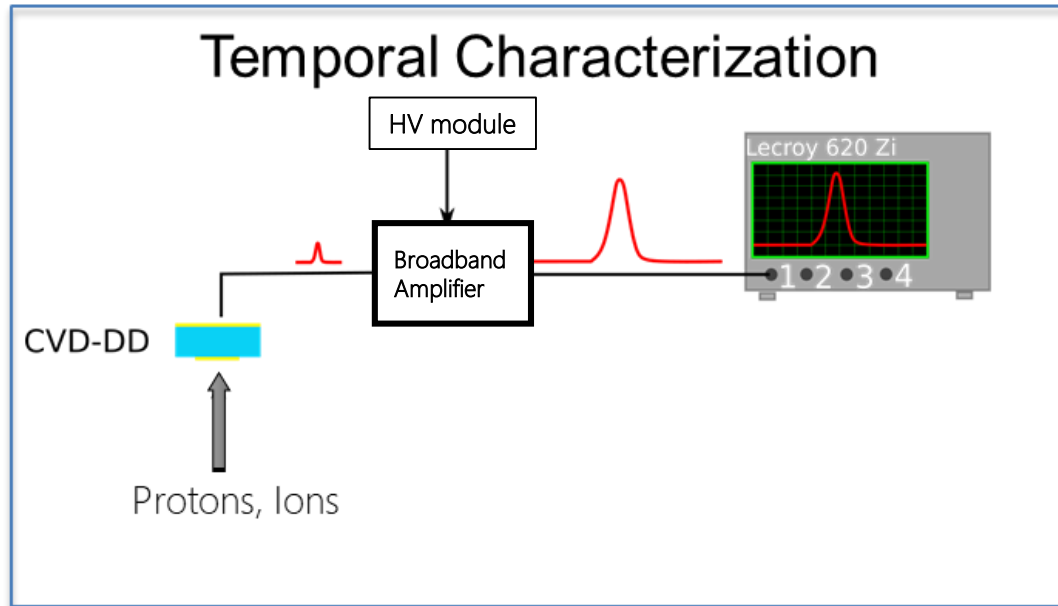 Temporal Characterization
HV module
Lecroy 620 Zi
Broadband
Amplifier
1 2 3 4
CVD-DD
Protons, Ions